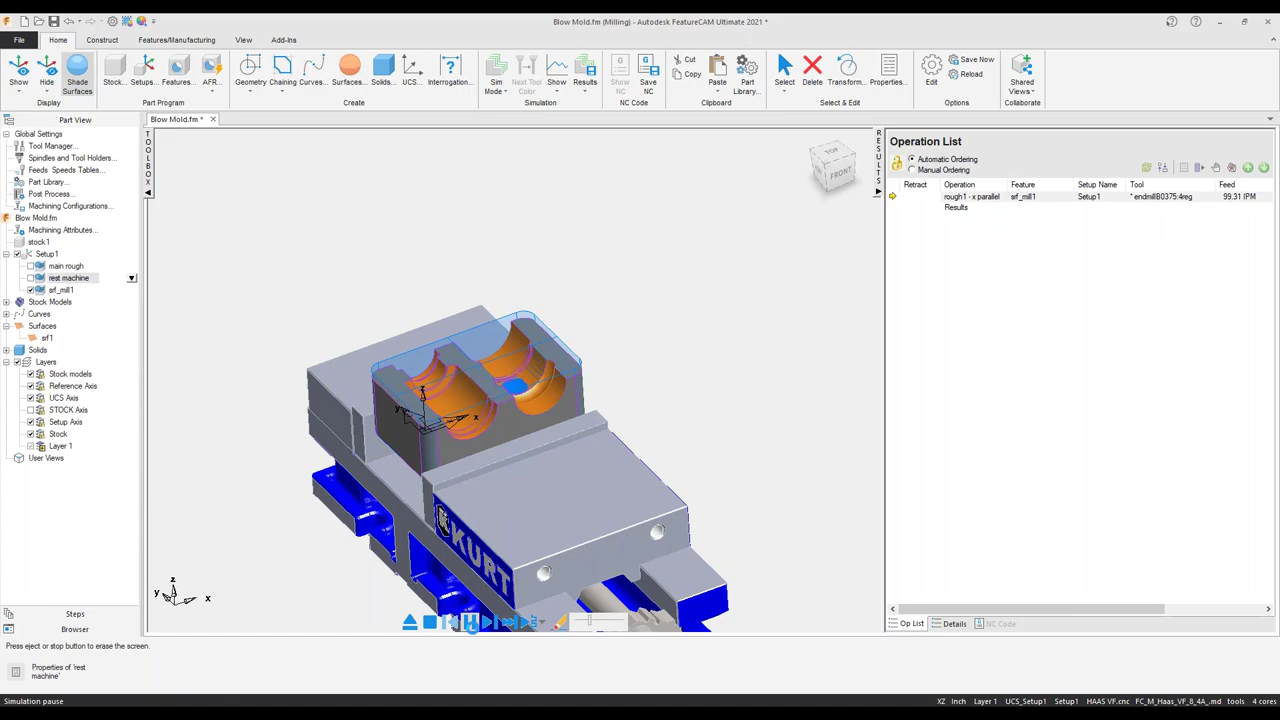 Blow Mold.fm (Milling) - Autodesk FeatureCAM Ultimate 2021 *
File
Home
Construct
Features/Manufacturing
View
Add-Ins
Show
Hide
Shade Surfaces
Stock...
Setups...
Features...
AFR...
Geometry
Chaining
Curves...
Surfaces...
Solids...
UCS...
Interrogation...
Sim Mode
Next Tool Color
Show
Results
Show NC
Save NC
Cut
Copy
Paste
Part Library...
Select
Delete
Transform...
Properties...
Edit
Save Now
Reload
Shared Views
Display
Part Program
Create
Simulation
NC Code
Clipboard
Select & Edit
Options
Collaborate
Part View
Blow Mold.fm *
Global Settings
Tool Manager...
Spindles and Tool Holders...
Feeds Speeds Tables...
Part Library...
Post Process...
Machining Configurations...
Blow Mold.fm
Machining Attributes...
stock1
Setup1
main rough
rest machine
srf_mill1
Stock Models
Curves
Surfaces
srf1
Solids
Layers
Stock models
Reference Axis
UCS Axis
STOCK Axis
Setup Axis
Stock
Layer 1
User Views
Steps
Browser
TOOLBOX
RESULTS
TOP
FRONT
z
y
x
KURT
z
y
x
Operation List
Automatic Ordering
Manual Ordering
Retract Operation Feature Setup Name Tool Feed
rough1 - x parallel srf_mill1 Setup1 * endmillB0375:4reg 99.31 IPM
Results
Op List
Details
NC Code
Press eject or stop button to erase the screen.
Properties of 'rest
machine'
Simulation pause
XZ Inch Layer 1 UCS_Setup1 Setup1 HAAS VF.cnc FC_M_Haas_VF_8_4A_.md tools 4 cores